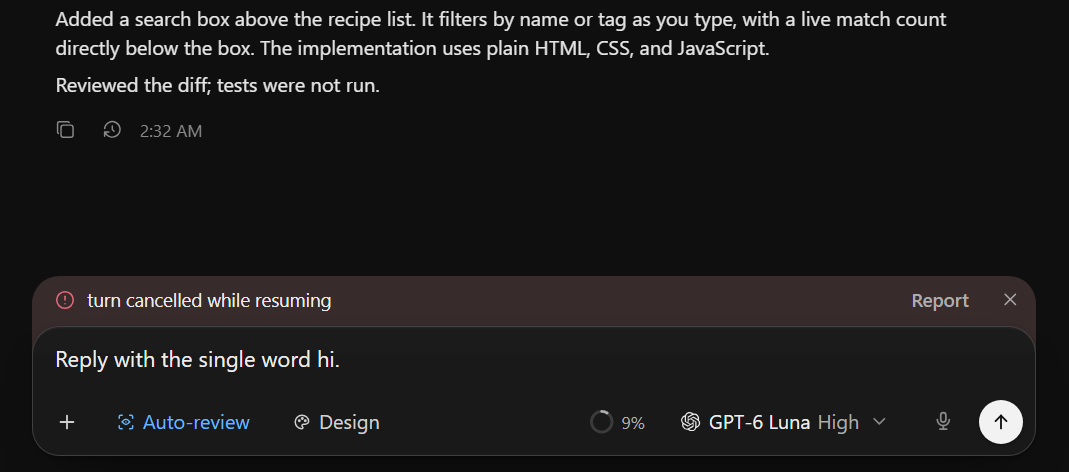 Added a search box above the recipe list. It filters by name or tag as you type, with a live match count
directly below the box. The implementation uses plain HTML, CSS, and JavaScript.
Reviewed the diff; tests were not run.
2:32 AM
turn cancelled while resuming Report
Reply with the single word hi.
Auto-review Design 9% GPT-6 Luna High